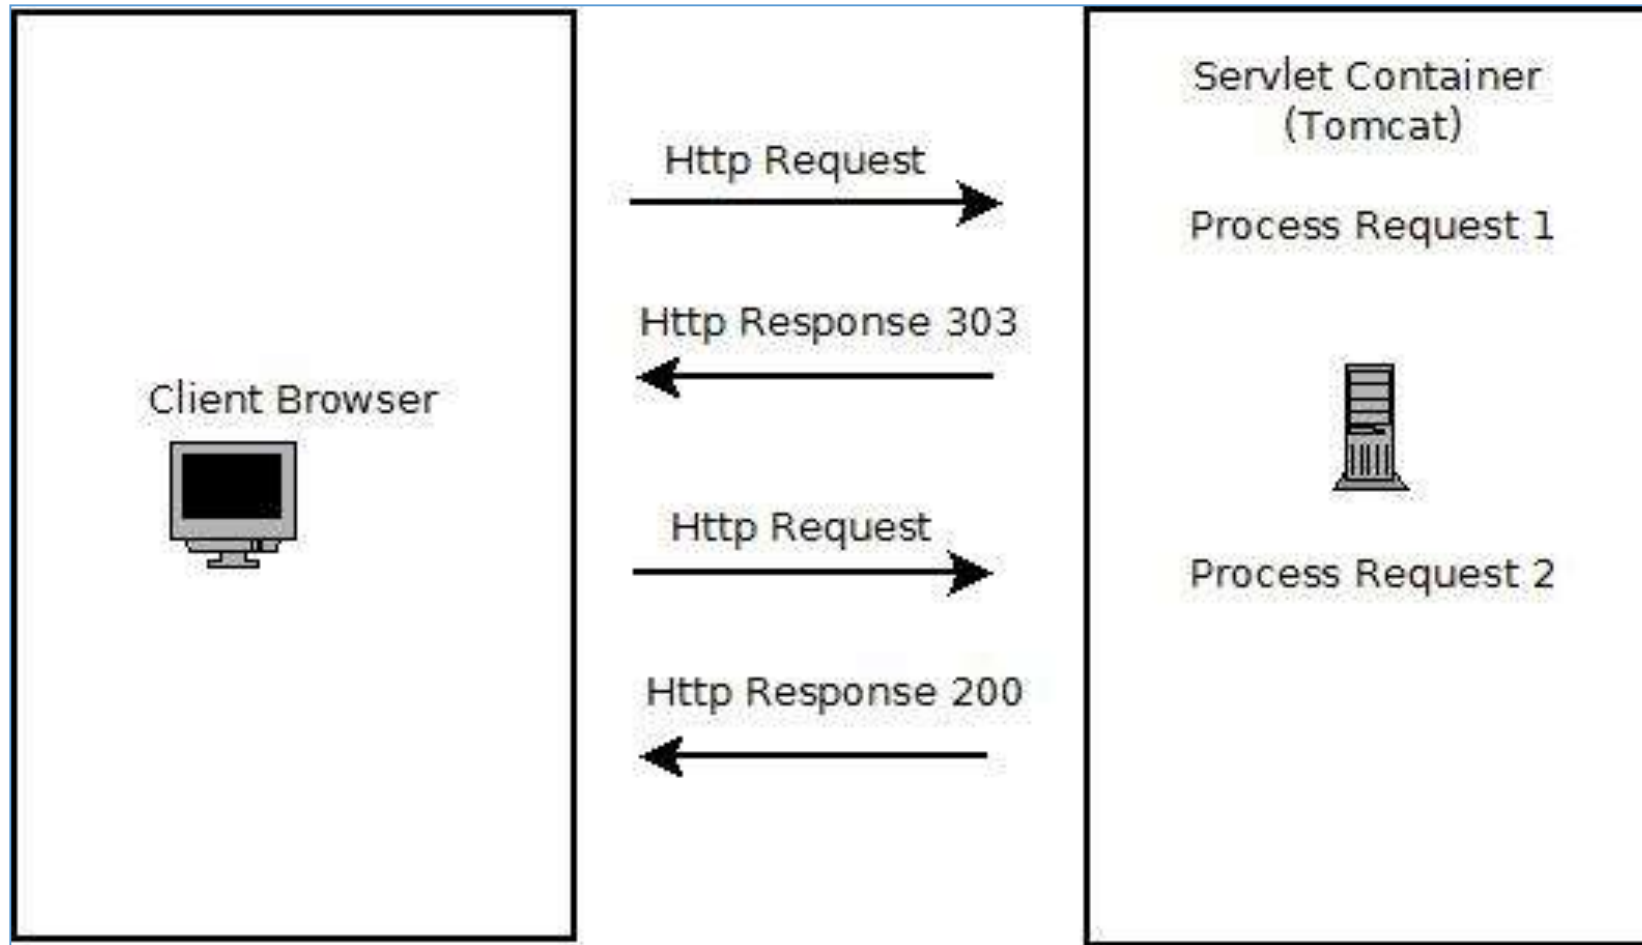 Servlet Container
(Tomcat)
Http Request
Process Request 1
Http Response 303
Client Browser
Http Request
Process Request 2
Http Response 200